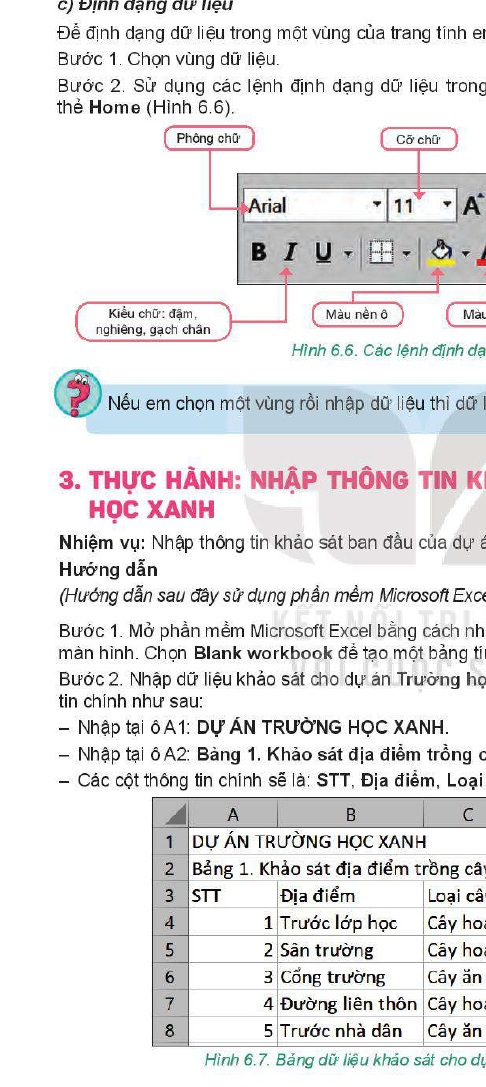 c) Định dạng dữ liệu
Để định dạng dữ liệu trong một vùng của trang tính
Bước 1. Chọn vùng dữ liệu.
Bước 2. Sử dụng các lệnh định dạng dữ liệu trong
thẻ Home (Hình 6.6).
Phông chữ
Cỡ chữ
Arial
11
A
B I U
Kiểu chữ: đậm,
nghiêng, gạch chân
Màu nền ô
Màu
Hình 6.6. Các lệnh định
Nếu em chọn một vùng rồi nhập dữ liệu thì dữ
3. THỰC HÀNH: NHẬP THÔNG TIN
HỌC XANH
Nhiệm vụ: Nhập thông tin khảo sát ban đầu của dự
Hướng dẫn
(Hướng dẫn sau đây sử dụng phần mềm Microsoft
KẾT NỐI TRI
Bước 1. Mở phần mềm Microsoft Excel bằng cách
màn hình. Chọn Blank workbook để tạo một bảng
VỚI CUỘC
Bước 2. Nhập dữ liệu khảo sát cho dự án Trường
tin chính như sau:
– Nhập tại ô A1: DỰ ÁN TRƯỜNG HỌC XANH.
– Nhập tại ô A2: Bảng 1. Khảo sát địa điểm trồng
– Các cột thông tin chính sẽ là: STT, Địa điểm, Loại
A B C
1 DỰ ÁN TRƯỜNG HỌC XANH
2 Bảng 1. Khảo sát địa điểm trồng cây
3 STT Địa điểm Loại
4 1 Trước lớp học Cây
5 2 Sân trường Cây
6 3 Cổng trường Cây ăn
7 4 Đường liên thôn Cây
8 5 Trước nhà dân Cây ăn
Hình 6.7. Bảng dữ liệu khảo sát cho